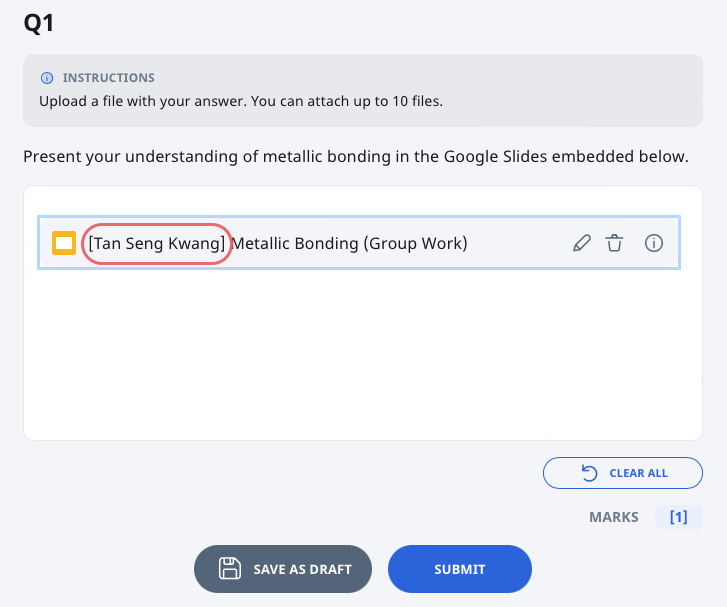 Q1
INSTRUCTIONS
Upload a file with your answer. You can attach up to 10 files.
Present your understanding of metallic bonding in the Google Slides embedded below.
[Tan Seng Kwang] Metallic Bonding (Group Work)
CLEAR ALL
MARKS [1]
SAVE AS DRAFT
SUBMIT